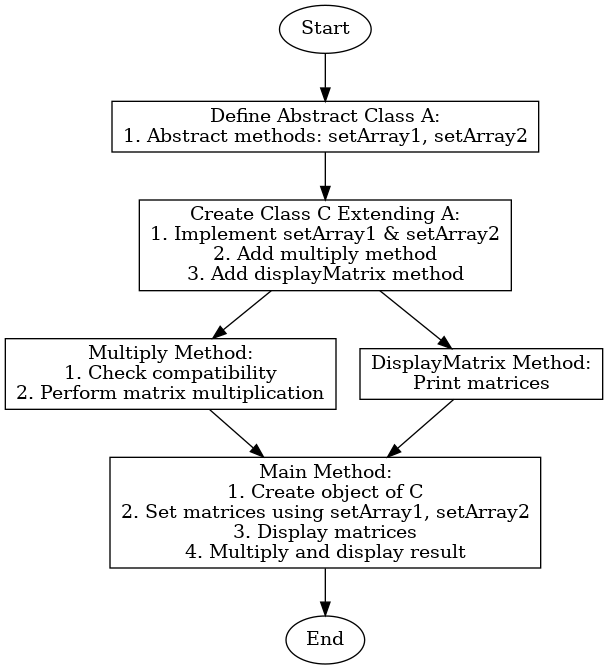 Start
Define Abstract Class A:
1. Abstract methods: setArray1, setArray2
Create Class C Extending A:
1. Implement setArray1 & setArray2
2. Add multiply method
3. Add displayMatrix method
Multiply Method:
1. Check compatibility
2. Perform matrix multiplication
DisplayMatrix Method:
Print matrices
Main Method:
1. Create object of C
2. Set matrices using setArray1, setArray2
3. Display matrices
4. Multiply and display result
End